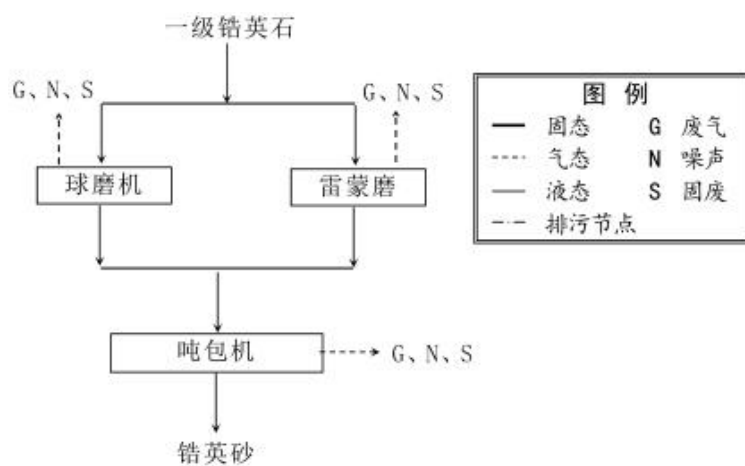 一级锆英石
G、N、S
G、N、S
球磨机
雷蒙磨
吨包机
G、N、S
锆英砂
图 例
固态 G 废气
气态 N 噪声
液态 S 固废
排污节点